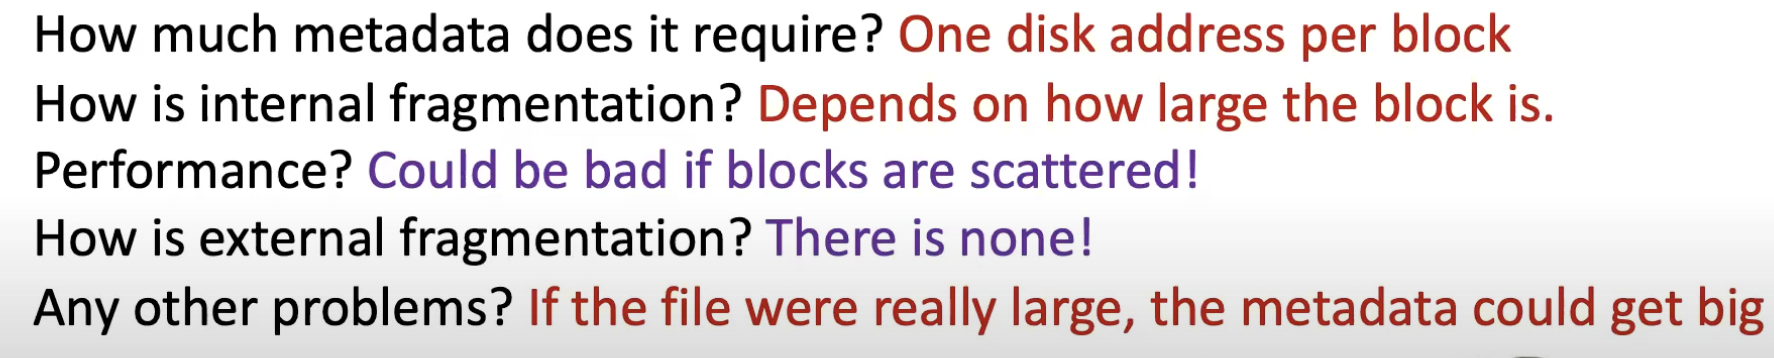 How much metadata does it require? One disk address per block
How is internal fragmentation? Depends on how large the block is.
Performance? Could be bad if blocks are scattered!
How is external fragmentation? There is none!
Any other problems? If the file were really large, the metadata could get big